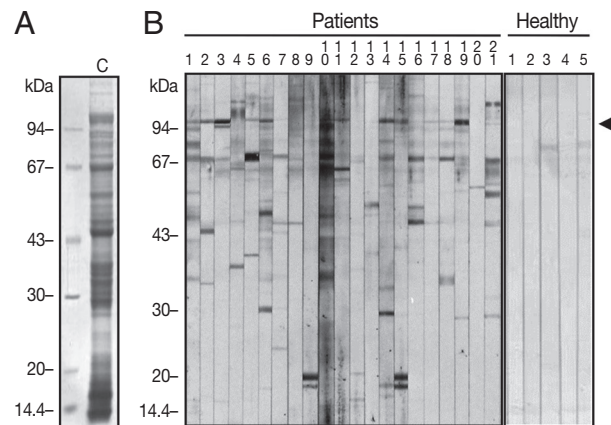 A
B
Patients
Healthy
C
kDa
94–
67–
43–
30–
20–
14.4–
kDa
1 2 3 4 5 6 7 8 9 10 11 12 13 14 15 16 17 18 19 20 21
1 2 3 4 5
94–
67–
43–
30–
20–
14.4–